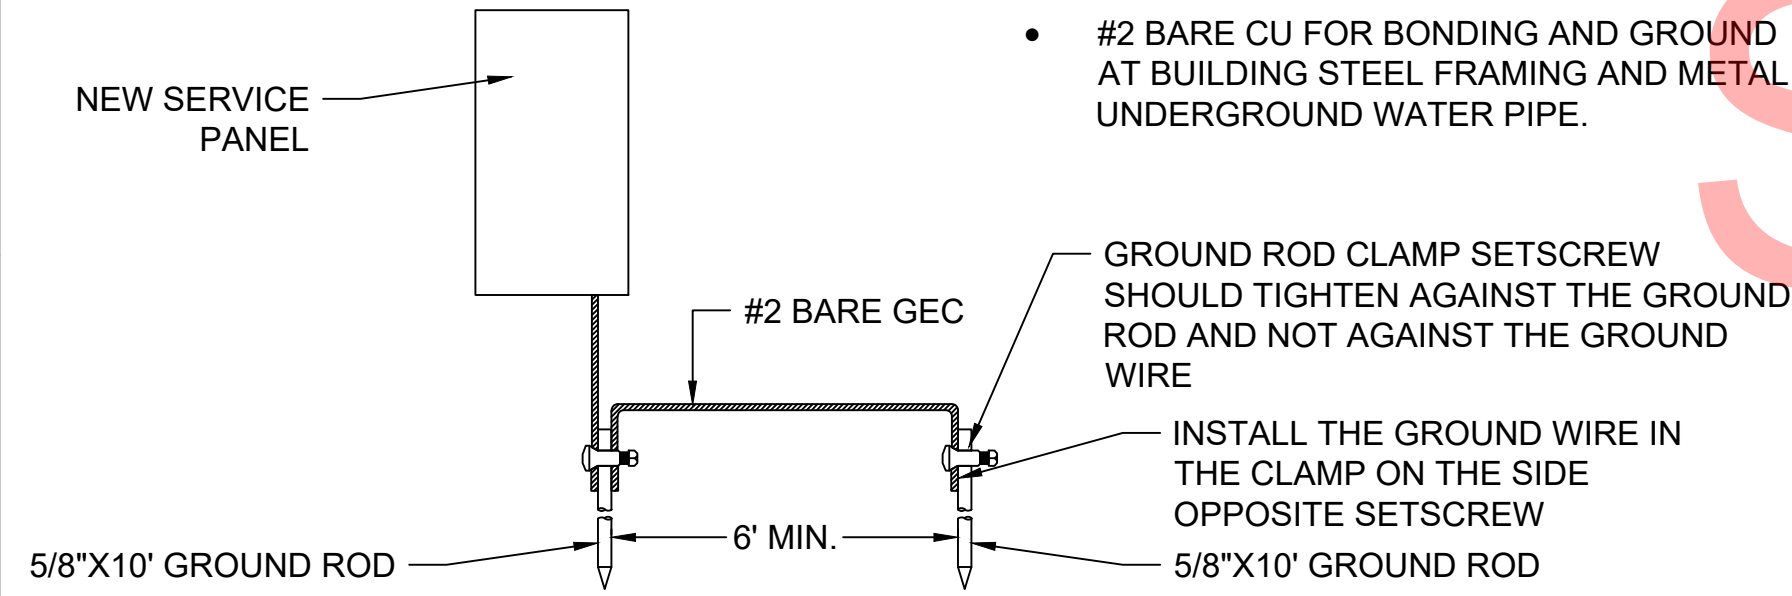 NEW SERVICE
PANEL
• #2 BARE CU FOR BONDING AND GROUND
AT BUILDING STEEL FRAMING AND METAL
UNDERGROUND WATER PIPE.
GROUND ROD CLAMP SETSCREW
SHOULD TIGHTEN AGAINST THE GROUND
ROD AND NOT AGAINST THE GROUND
WIRE
#2 BARE GEC
INSTALL THE GROUND WIRE IN
THE CLAMP ON THE SIDE
OPPOSITE SETSCREW
6' MIN.
5/8"X10' GROUND ROD
5/8"X10' GROUND ROD